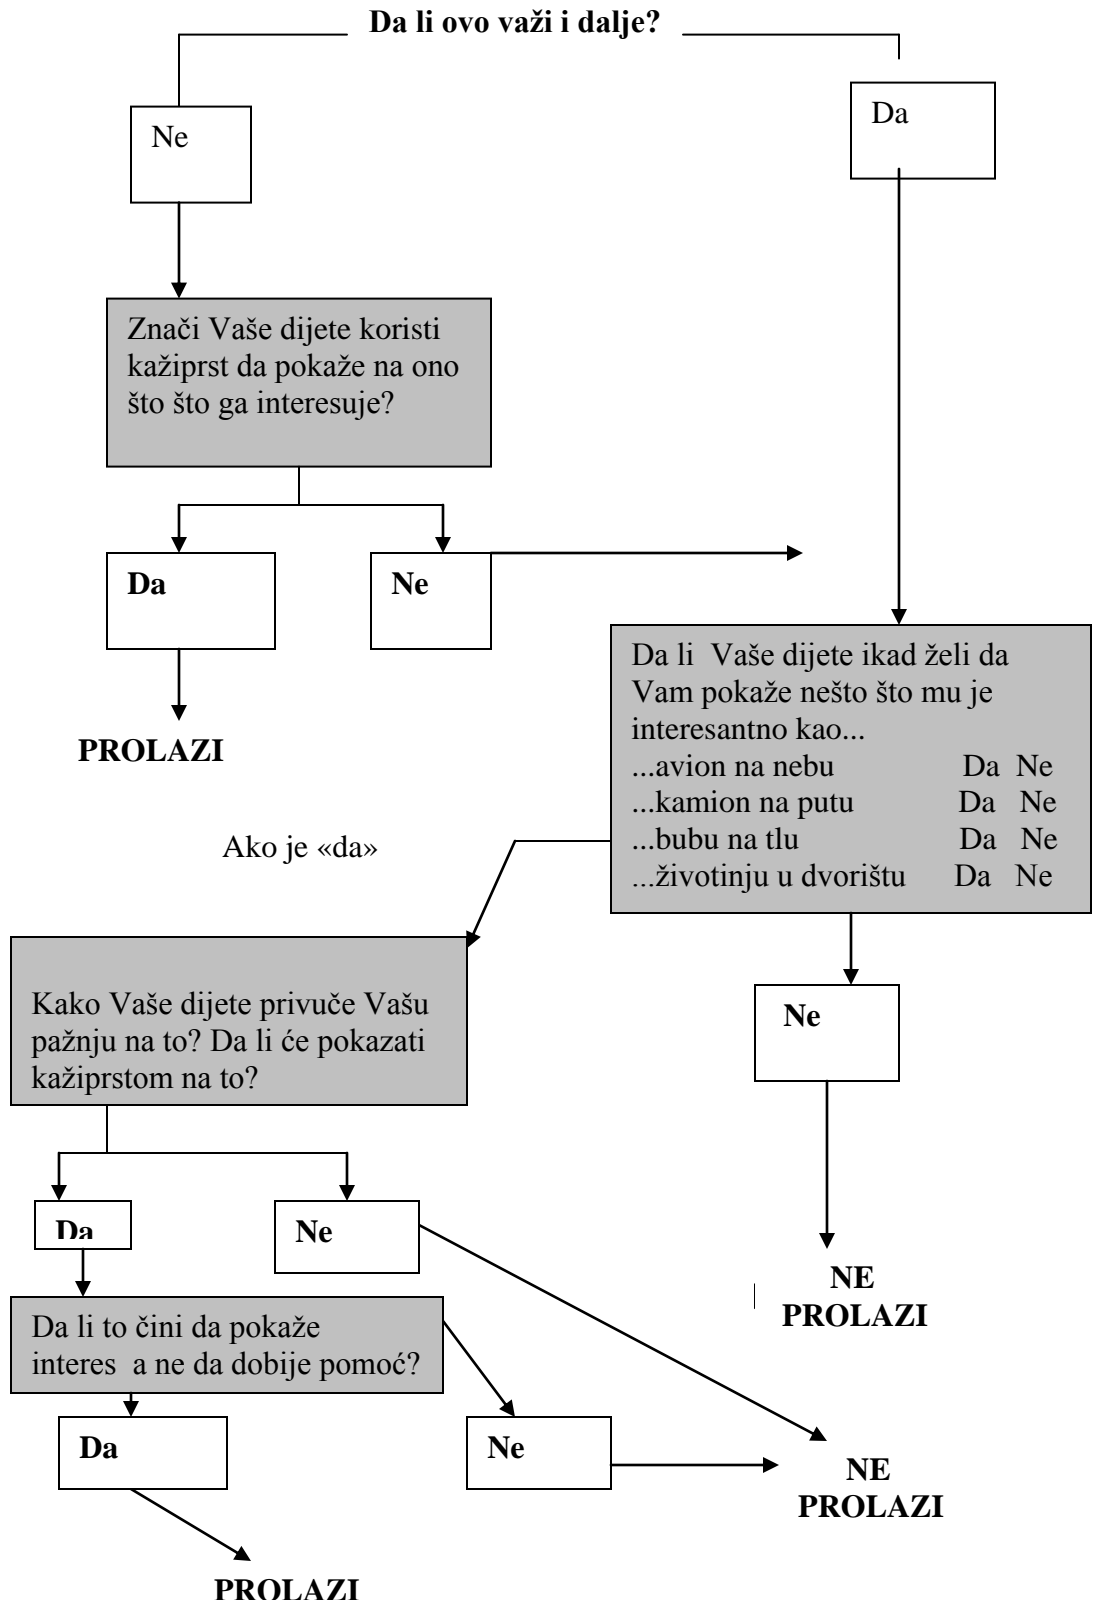 Da li ovo važi i dalje?
Ne
Da
Znači Vaše dijete koristi
kažiprst da pokaže na ono
što što ga interesuje?
Da
Ne
PROLAZI
Da li Vaše dijete ikad želi da
Vam pokaže nešto što mu je
interesantno kao...
...avion na nebu Da Ne
...kamion na putu Da Ne
...bubu na tlu Da Ne
...životinju u dvorištu Da Ne
Ako je «da»
Kako Vaše dijete privuče Vašu
pažnju na to? Da li će pokazati
kažiprstom na to?
Ne
Da
Ne
NE
PROLAZI
Da li to čini da pokaže
interes a ne da dobije pomoć?
Da
Ne
NE
PROLAZI
PROLAZI